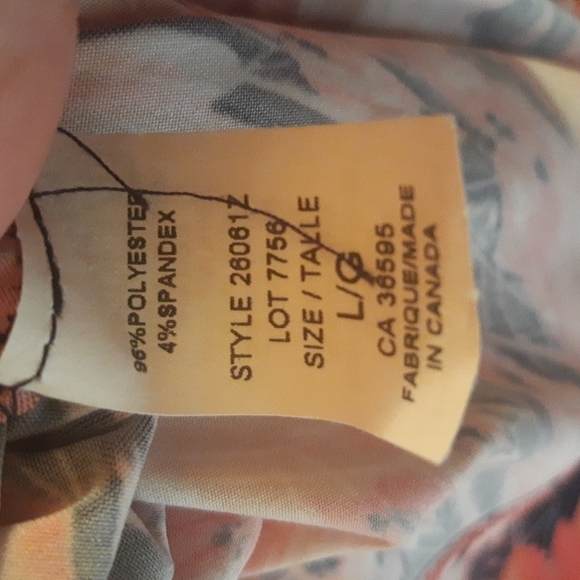 96%POLYESTER
4%SPANDEX
STYLE 26061Z
LOT 7756
SIZE / TAILLE
L/G
CA 36595
FABRIQUE/MADE
IN CANADA